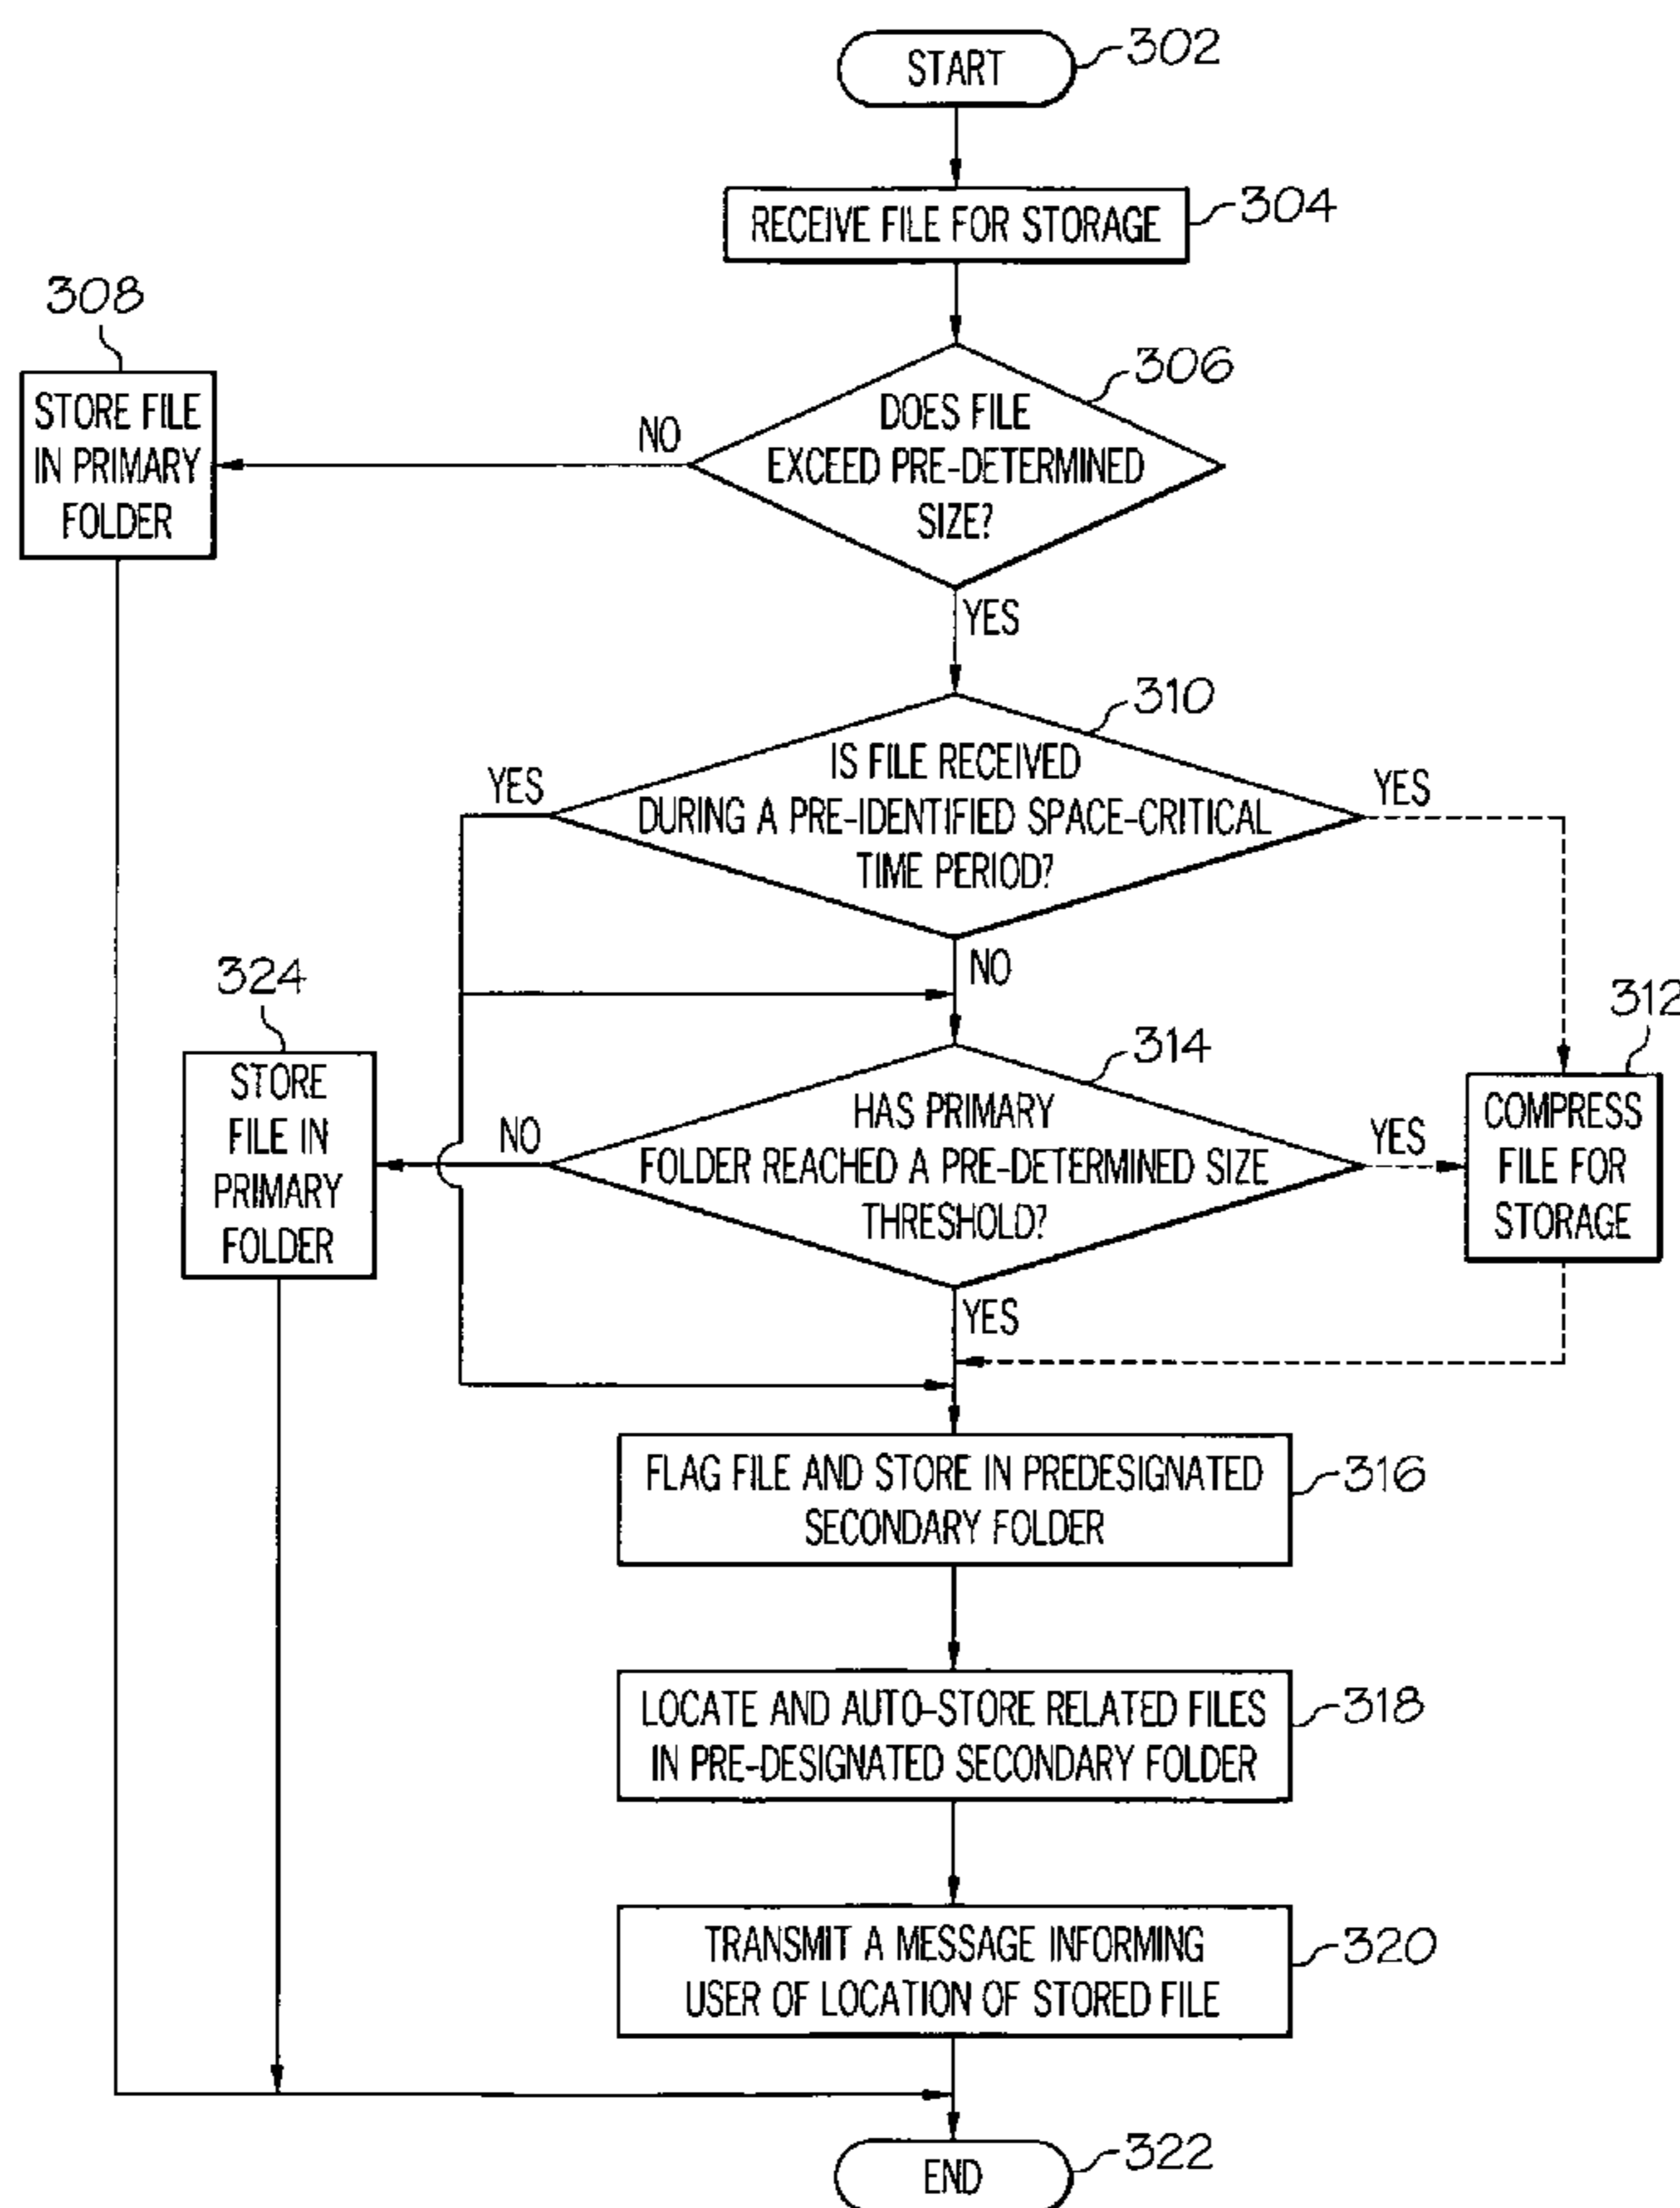 START
302
RECEIVE FILE FOR STORAGE
304
308
STORE FILE
IN PRIMARY
FOLDER
306
DOES FILE
EXCEED PRE-DETERMINED
SIZE?
NO
YES
310
IS FILE RECEIVED
DURING A PRE-IDENTIFIED SPACE-CRITICAL
TIME PERIOD?
YES
YES
NO
324
STORE
FILE IN
PRIMARY
FOLDER
314
HAS PRIMARY
FOLDER REACHED A PRE-DETERMINED SIZE
THRESHOLD?
NO
YES
YES
312
COMPRESS
FILE FOR
STORAGE
FLAG FILE AND STORE IN PREDESIGNATED
SECONDARY FOLDER
316
LOCATE AND AUTO-STORE RELATED FILES
IN PRE-DESIGNATED SECONDARY FOLDER
318
TRANSMIT A MESSAGE INFORMING
USER OF LOCATION OF STORED FILE
320
END
322